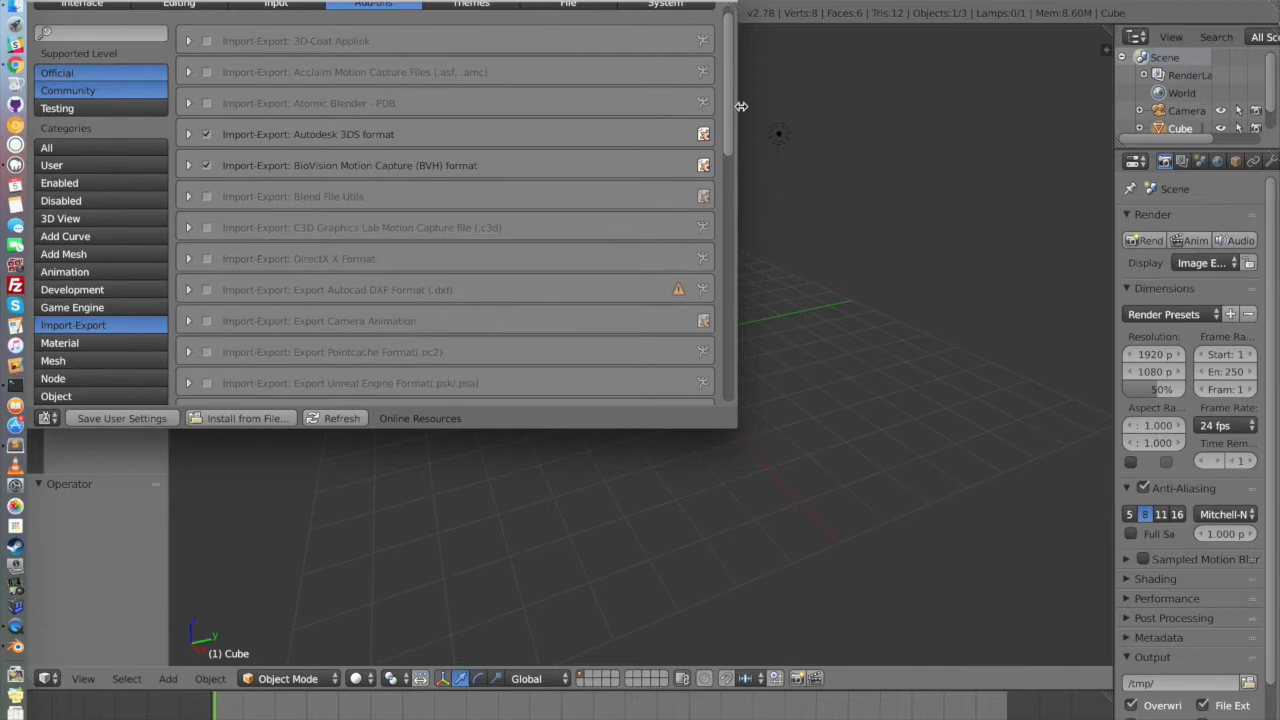 Interface Editing Input Add-ons Themes File System
v2.78 | Verts:8 | Faces:6 | Tris:12 | Objects:1/3 | Lamps:0/1 | Mem:8.60M | Cube
Supported Level
Official
Community
Testing
Categories
All
User
Enabled
Disabled
3D View
Add Curve
Add Mesh
Animation
Development
Game Engine
Import-Export
Material
Mesh
Node
Object
Import-Export: 3D-Coat Applink
Import-Export: Acclaim Motion Capture Files (.asf, .amc)
Import-Export: Atomic Blender - PDB
Import-Export: Autodesk 3DS format
Import-Export: BioVision Motion Capture (BVH) format
Import-Export: Blend File Utils
Import-Export: C3D Graphics Lab Motion Capture file (.c3d)
Import-Export: DirectX X Format
Import-Export: Export Autocad DXF Format (.dxf)
Import-Export: Export Camera Animation
Import-Export: Export Pointcache Format(.pc2)
Import-Export: Export Unreal Engine Format(.psk/.psa)
Save User Settings Install from File... Refresh Online Resources
Operator
y
(1) Cube
View Select Add Object Object Mode Global
View Search All Sce
Scene
RenderLa
World
Camera
Cube
Scene
Render
Rend Anim Audio
Display Image E...
Dimensions
Render Presets
Resolution: Frame Ra
1920 p Start: 1
1080 p En: 250
50% Fram: 1
Aspect Ra Frame Rate:
: 1.000 24 fps
: 1.000 Time Rem
1
Anti-Aliasing
5 8 11 16 Mitchell-N
Full Sa 1.000 p
Sampled Motion Blur
Shading
Performance
Post Processing
Metadata
Output
/tmp/
Overwri File Ext